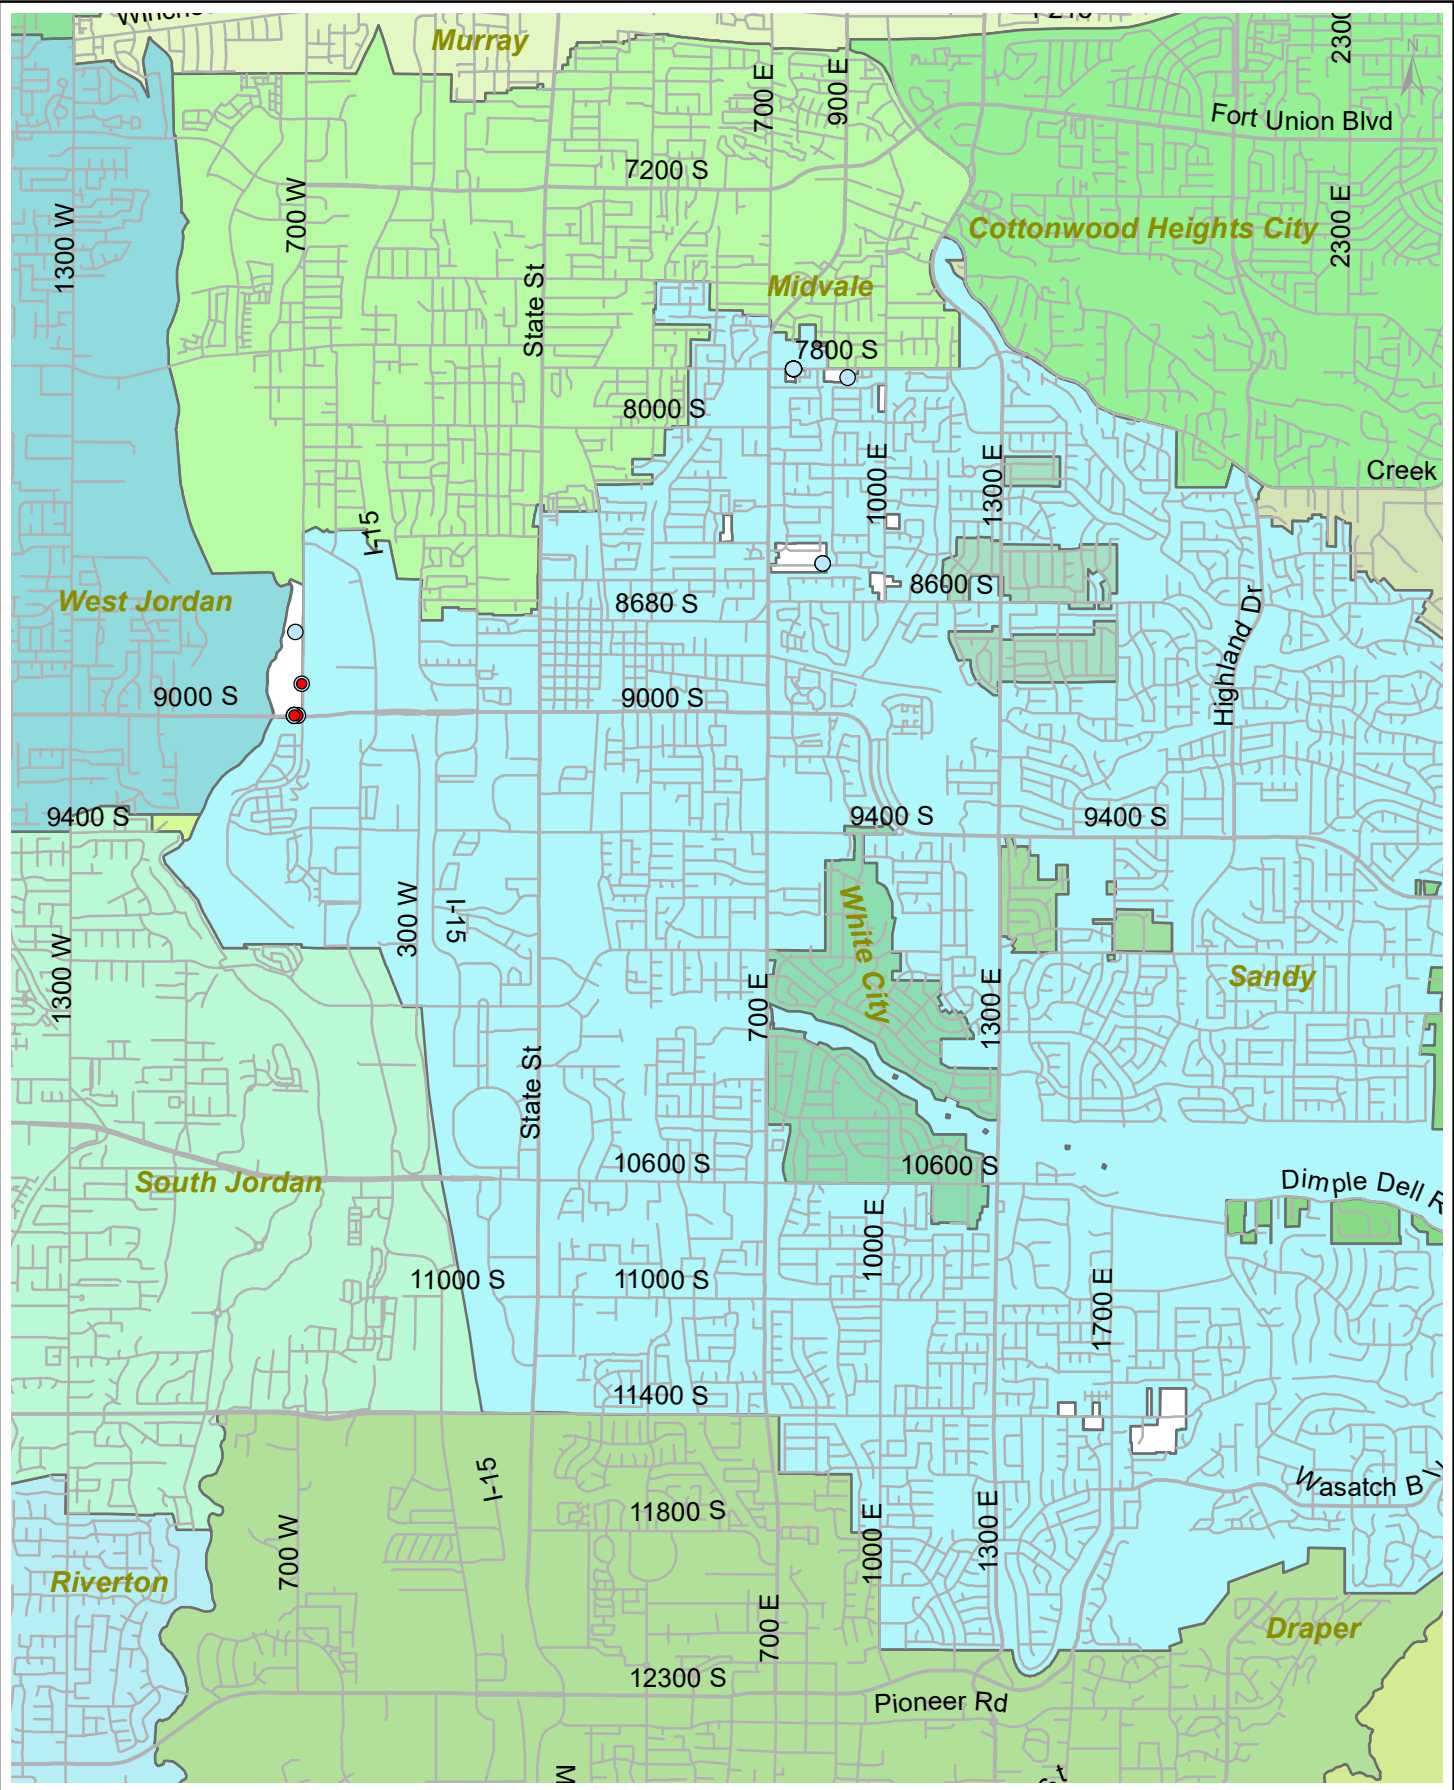 Murray
2300
N
700 E
900 E
Fort Union Blvd
7200 S
1300 W
700 W
2300 E
Cottonwood Heights City
Midvale
State St
7800 S
8000 S
1000 E
1300 E
Creek
I-15
West Jordan
8680 S
8600 S
Highland Dr
9000 S
9000 S
9400 S
9400 S
9400 S
300 W
I-15
White City
1300 W
700 E
1300 E
Sandy
State St
10600 S
10600 S
South Jordan
Dimple Dell R
1000 E
11000 S
11000 S
1700 E
11400 S
I-15
Wasatch Blv
11800 S
700 W
1000 E
1300 E
Riverton
700 E
Draper
12300 S
Pioneer Rd